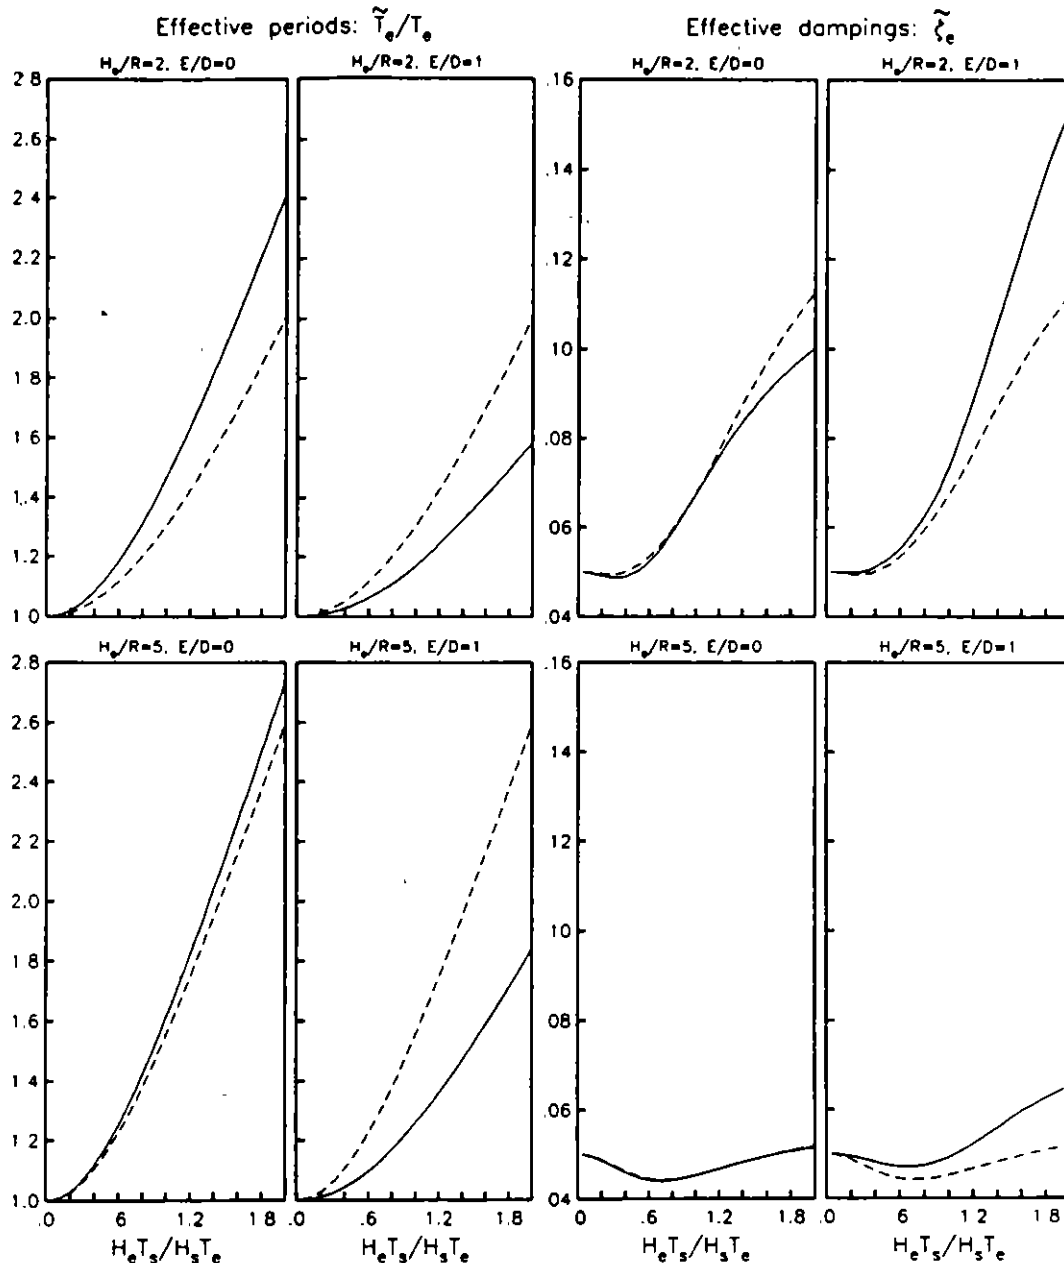 Effective periods: T̃e/Te
Effective dampings: ζ̃e
He/R=2, E/D=0
He/R=2, E/D=1
He/R=2, E/D=0
He/R=2, E/D=1
2.8
2.6
2.4
2.2
2.0
1.8
1.6
1.4
1.2
1.0
.16
.14
.12
.10
.08
.06
.04
He/R=5, E/D=0
He/R=5, E/D=1
He/R=5, E/D=0
He/R=5, E/D=1
2.8
2.6
2.4
2.2
2.0
1.8
1.6
1.4
1.2
1.0
.16
.14
.12
.10
.08
.06
.04
.0 .6 1.2 1.8
.0 .6 1.2 1.8
.0 .6 1.2 1.8
.0 .6 1.2 1.8
HeTs/HsTe
HeTs/HsTe
HeTs/HsTe
HeTs/HsTe